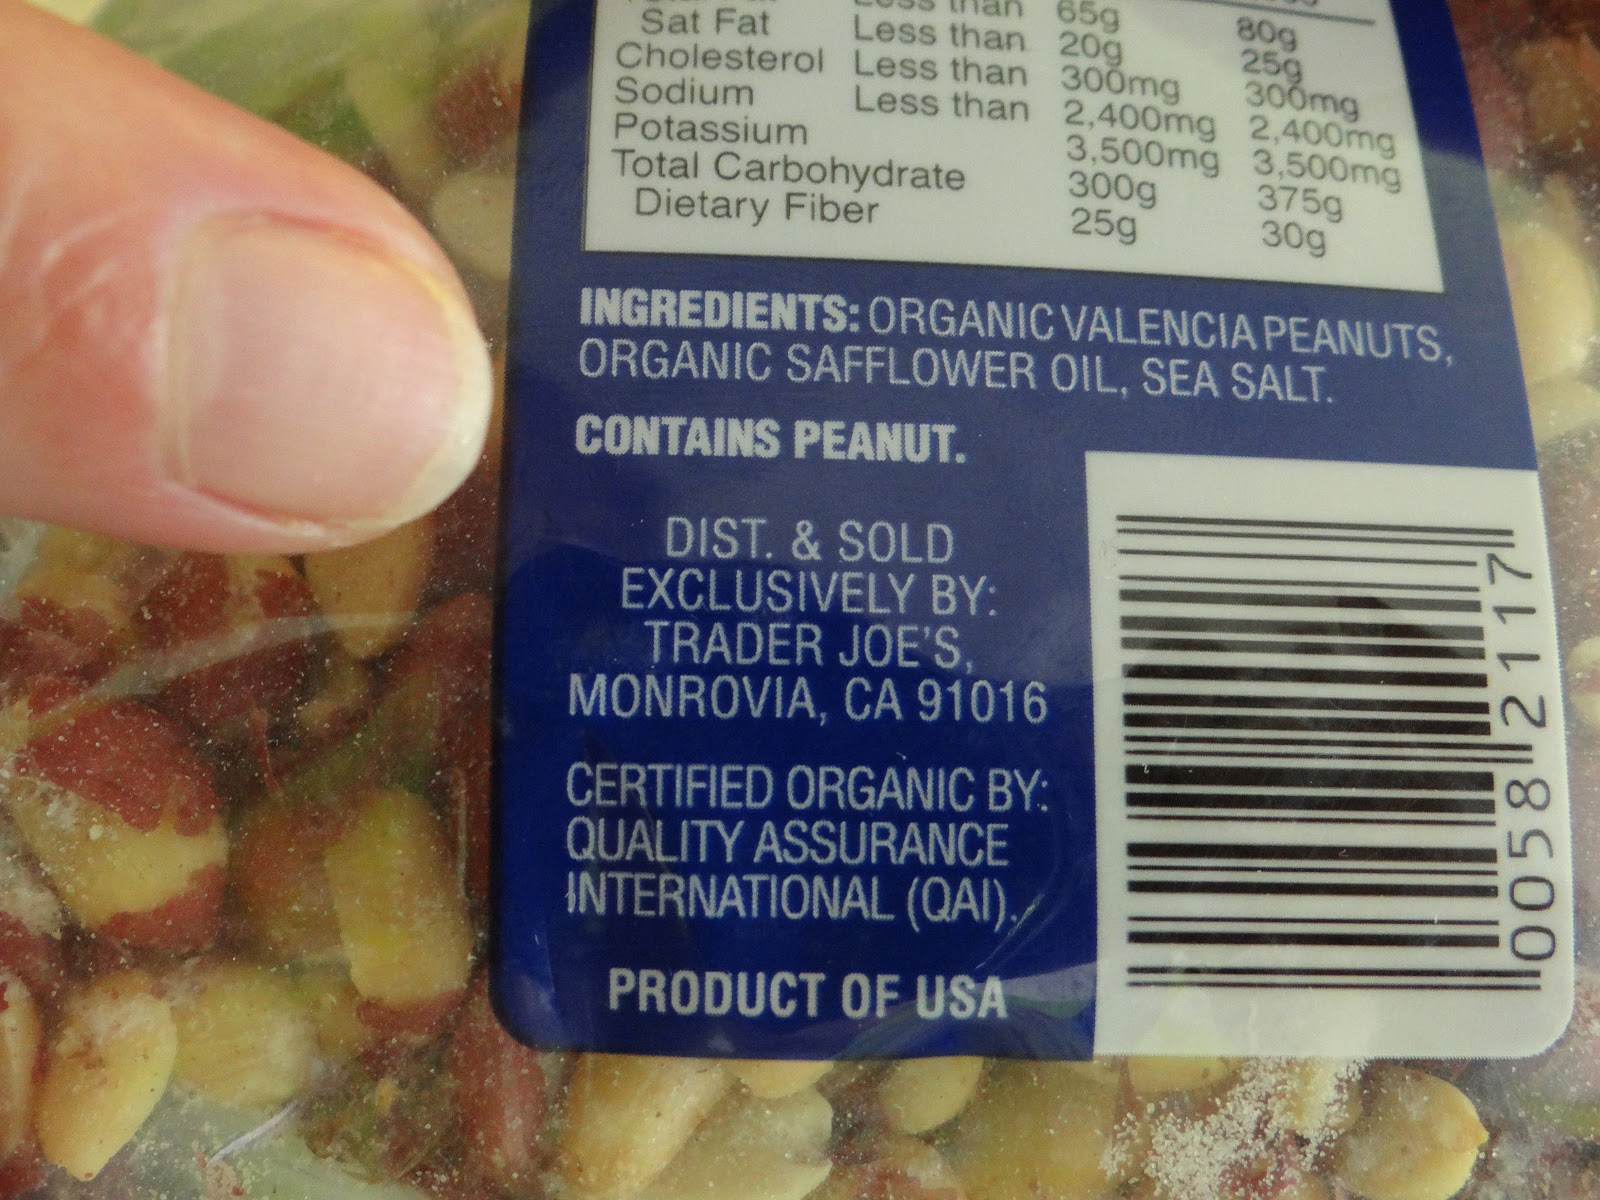 Less than 65g 80g
Sat Fat Less than 20g 25g
Cholesterol Less than 300mg 300mg
Sodium Less than 2,400mg 2,400mg
Potassium 3,500mg 3,500mg
Total Carbohydrate 300g 375g
Dietary Fiber 25g 30g
INGREDIENTS: ORGANIC VALENCIA PEANUTS,
ORGANIC SAFFLOWER OIL, SEA SALT.
CONTAINS PEANUT.
DIST. & SOLD
EXCLUSIVELY BY:
TRADER JOE'S,
MONROVIA, CA 91016
CERTIFIED ORGANIC BY:
QUALITY ASSURANCE
INTERNATIONAL (QAI).
PRODUCT OF USA
0058 2117